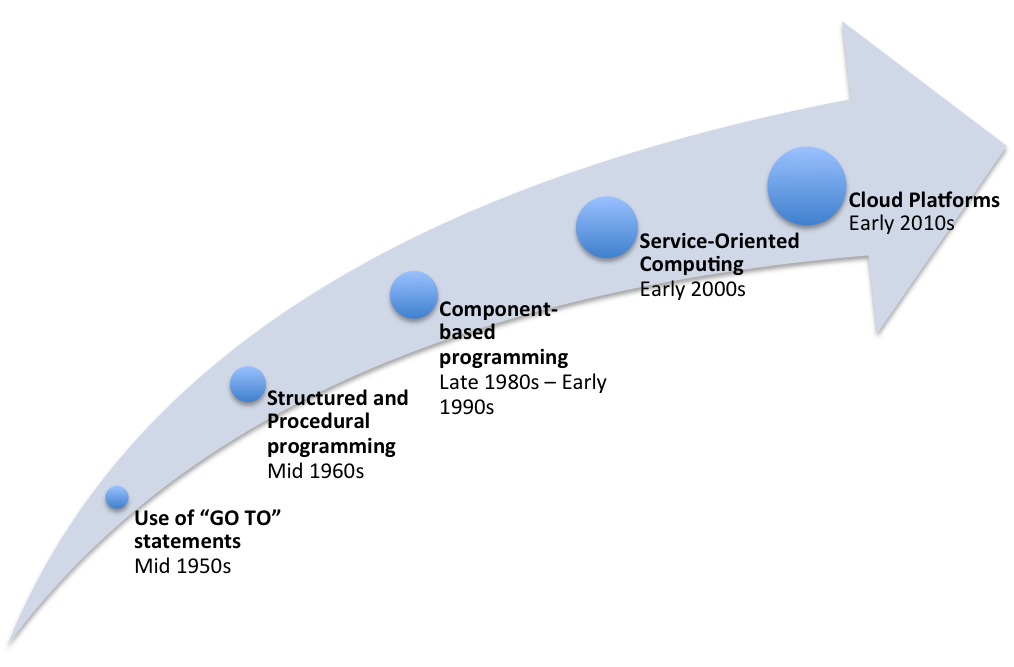 Use of “GO TO”
statements
Mid 1950s
Structured and
Procedural
programming
Mid 1960s
Component-
based
programming
Late 1980s – Early
1990s
Service-Oriented
Computing
Early 2000s
Cloud Platforms
Early 2010s